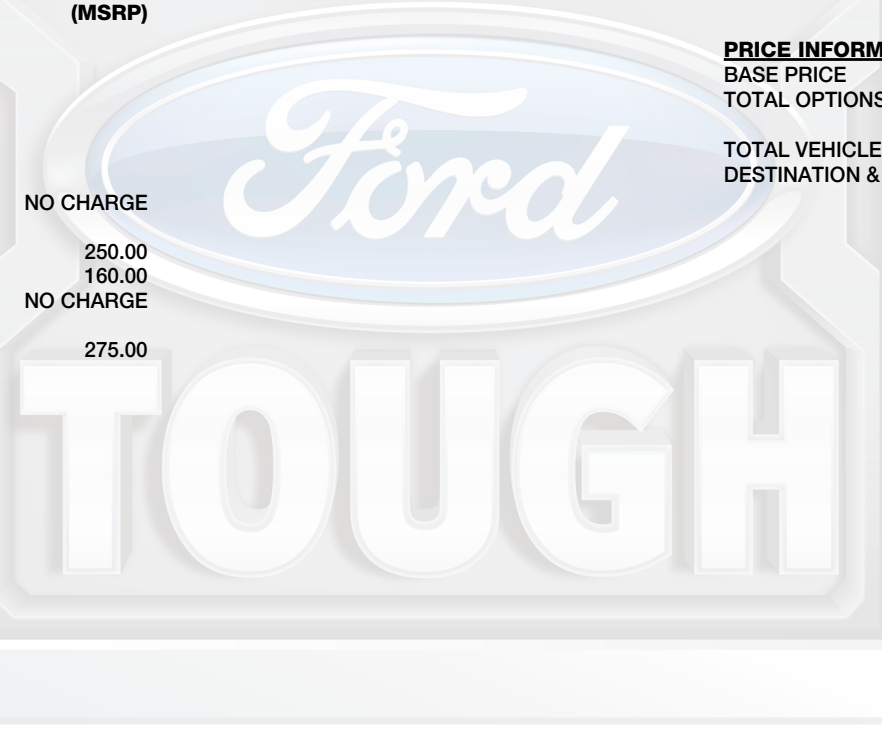 (MSRP)
NO CHARGE
250.00
160.00
NO CHARGE
275.00
PRICE INFORM
BASE PRICE
TOTAL OPTIONS
TOTAL VEHICLE
DESTINATION &
Ford
TOUGH